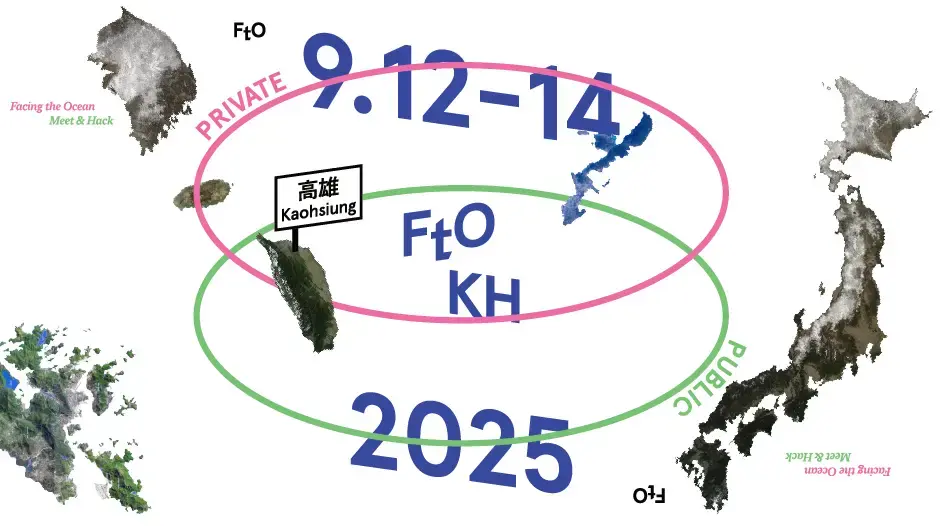 FtO
9.12–14
PRIVATE
Facing the Ocean
Meet & Hack
高雄
Kaohsiung
FtO
KH
PUBLIC
2025
Facing the Ocean
Meet & Hack
FtO